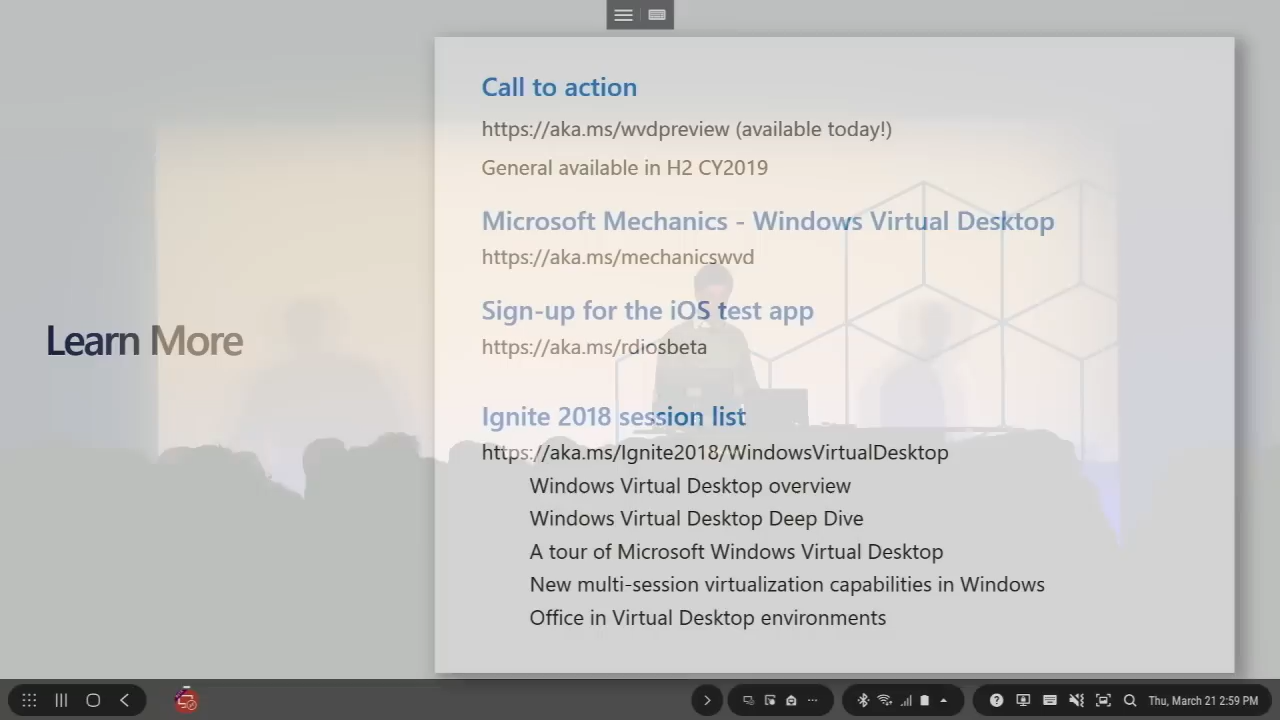 Call to action
https://aka.ms/wvdpreview (available today!)
General available in H2 CY2019
Microsoft Mechanics - Windows Virtual Desktop
https://aka.ms/mechanicswvd
Sign-up for the iOS test app
https://aka.ms/rdiosbeta
Learn More
Ignite 2018 session list
https://aka.ms/Ignite2018/WindowsVirtualDesktop
Windows Virtual Desktop overview
Windows Virtual Desktop Deep Dive
A tour of Microsoft Windows Virtual Desktop
New multi-session virtualization capabilities in Windows
Office in Virtual Desktop environments
Thu, March 21 2:59 PM